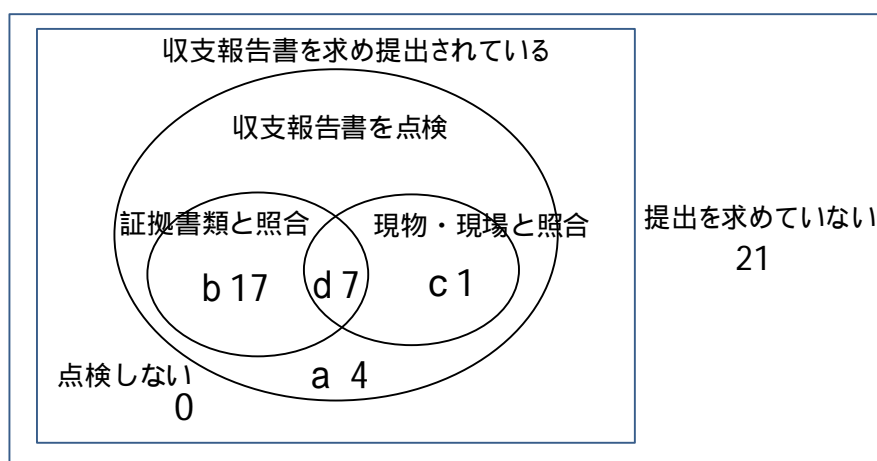 収支報告書を求め提出されている
収支報告書を点検
証拠書類と照合
現物・現場と照合
提出を求めていない
21
b 17
d 7
c 1
点検しない
0
a 4